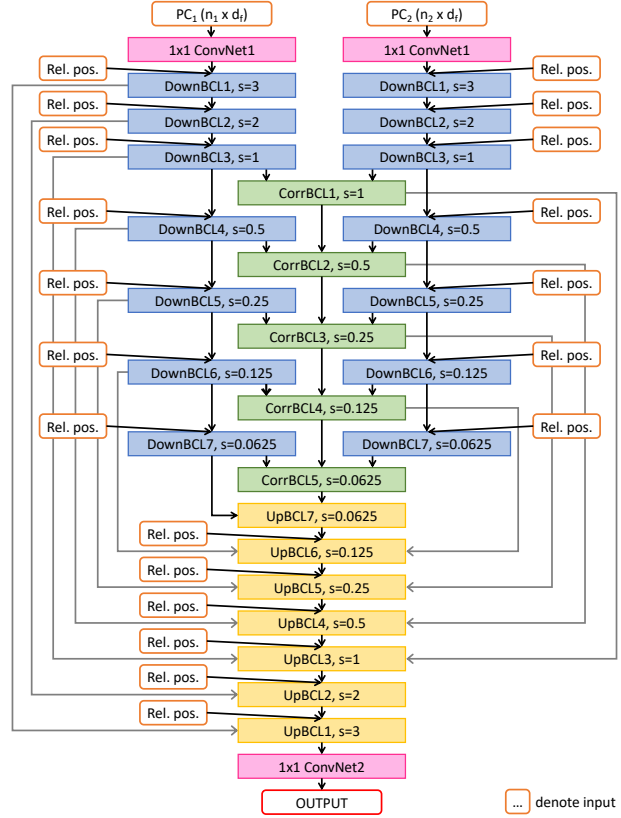 PC₁ (n₁ x d_f) PC₂ (n₂ x d_f)
1x1 ConvNet1 1x1 ConvNet1
Rel. pos. Rel. pos.
DownBCL1, s=3 DownBCL1, s=3
Rel. pos. Rel. pos.
DownBCL2, s=2 DownBCL2, s=2
Rel. pos. Rel. pos.
DownBCL3, s=1 DownBCL3, s=1
CorrBCL1, s=1
Rel. pos. Rel. pos.
DownBCL4, s=0.5 DownBCL4, s=0.5
CorrBCL2, s=0.5
Rel. pos. Rel. pos.
DownBCL5, s=0.25 DownBCL5, s=0.25
CorrBCL3, s=0.25
Rel. pos. Rel. pos.
DownBCL6, s=0.125 DownBCL6, s=0.125
CorrBCL4, s=0.125
Rel. pos. Rel. pos.
DownBCL7, s=0.0625 DownBCL7, s=0.0625
CorrBCL5, s=0.0625
UpBCL7, s=0.0625
Rel. pos.
UpBCL6, s=0.125
Rel. pos.
UpBCL5, s=0.25
Rel. pos.
UpBCL4, s=0.5
Rel. pos.
UpBCL3, s=1
Rel. pos.
UpBCL2, s=2
Rel. pos.
UpBCL1, s=3
1x1 ConvNet2
OUTPUT
... denote input